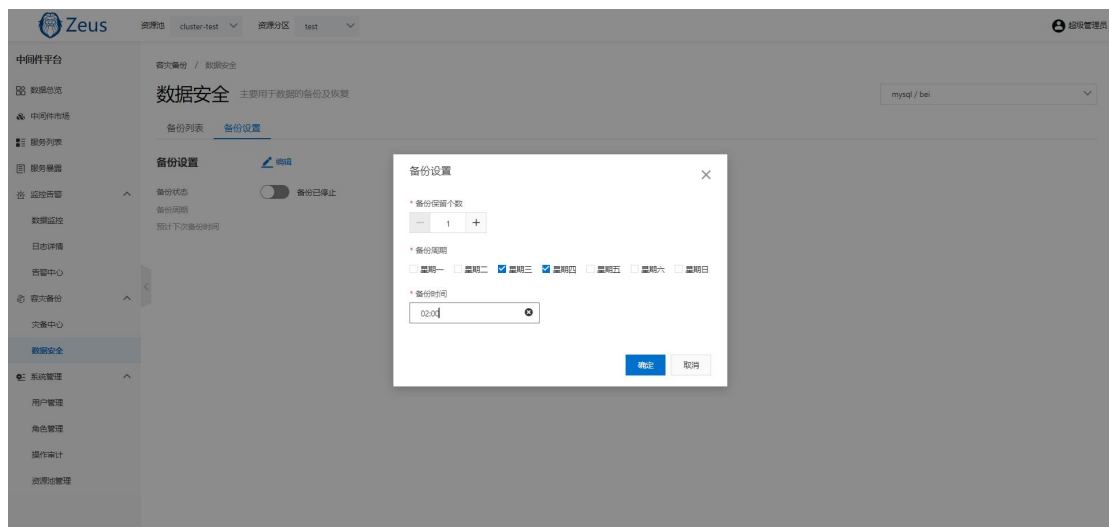 Zeus
资源池 cluster-test 资源分区 test
超级管理员
中间件平台
数据总览
中间件市场
服务列表
服务暴露
监控告警
数据监控
日志详情
告警中心
容灾备份
灾备中心
数据安全
系统管理
用户管理
角色管理
操作审计
资源池管理
容灾备份 / 数据安全
数据安全 主要用于数据的备份及恢复
mysql / bei
备份列表 备份设置
备份设置 编辑
备份状态 备份已停止
备份周期
预计下次备份时间
备份设置
* 备份保留个数
1
* 备份周期
星期一 星期二 星期三 星期四 星期五 星期六 星期日
* 备份时间
02:00
确定 取消